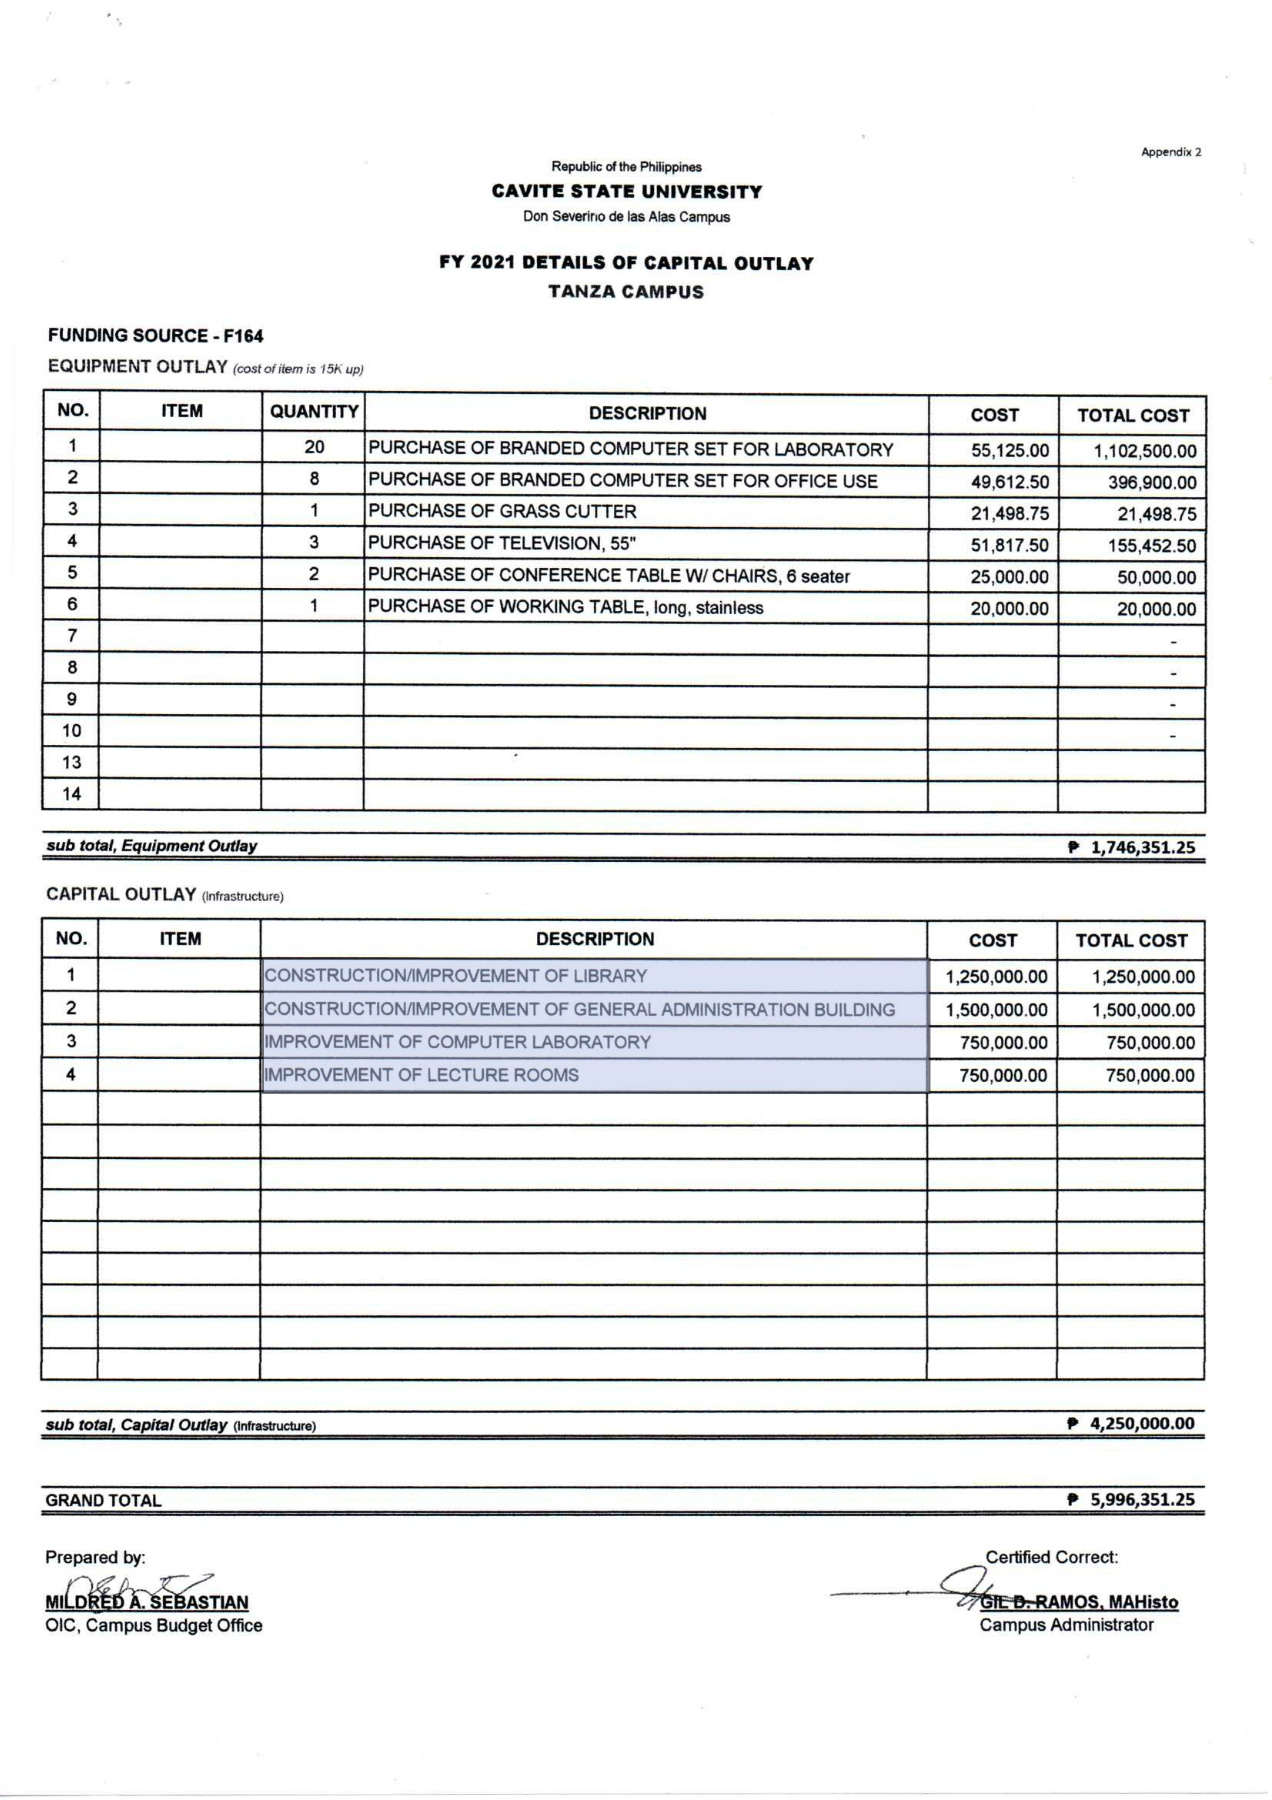 Appendix 2
Republic of the Philippines
CAVITE STATE UNIVERSITY
Don Severino de las Alas Campus
FY 2021 DETAILS OF CAPITAL OUTLAY
TANZA CAMPUS
FUNDING SOURCE - F164
EQUIPMENT OUTLAY (cost of item is 15K up)
NO. ITEM QUANTITY DESCRIPTION COST TOTAL COST
1 20 PURCHASE OF BRANDED COMPUTER SET FOR LABORATORY 55,125.00 1,102,500.00
2 8 PURCHASE OF BRANDED COMPUTER SET FOR OFFICE USE 49,612.50 396,900.00
3 1 PURCHASE OF GRASS CUTTER 21,498.75 21,498.75
4 3 PURCHASE OF TELEVISION, 55" 51,817.50 155,452.50
5 2 PURCHASE OF CONFERENCE TABLE W/ CHAIRS, 6 seater 25,000.00 50,000.00
6 1 PURCHASE OF WORKING TABLE, long, stainless 20,000.00 20,000.00
7 -
8 -
9 -
10 -
13
14
sub total, Equipment Outlay ₱ 1,746,351.25
CAPITAL OUTLAY (Infrastructure)
NO. ITEM DESCRIPTION COST TOTAL COST
1 CONSTRUCTION/IMPROVEMENT OF LIBRARY 1,250,000.00 1,250,000.00
2 CONSTRUCTION/IMPROVEMENT OF GENERAL ADMINISTRATION BUILDING 1,500,000.00 1,500,000.00
3 IMPROVEMENT OF COMPUTER LABORATORY 750,000.00 750,000.00
4 IMPROVEMENT OF LECTURE ROOMS 750,000.00 750,000.00
sub total, Capital Outlay (Infrastructure) ₱ 4,250,000.00
GRAND TOTAL ₱ 5,996,351.25
Prepared by: Certified Correct:
MILDRED A. SEBASTIAN GIL D. RAMOS, MAHisto
OIC, Campus Budget Office Campus Administrator